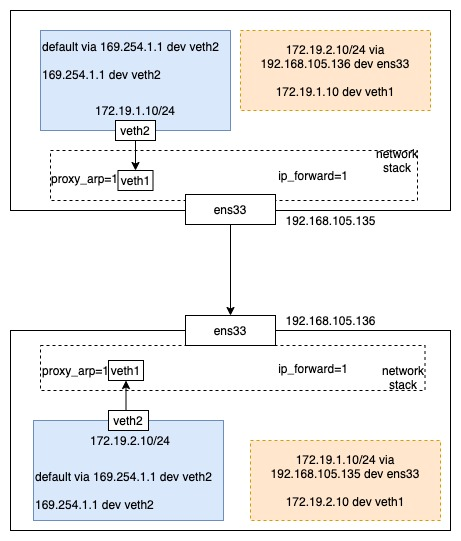 default via 169.254.1.1 dev veth2
169.254.1.1 dev veth2
172.19.1.10/24
veth2
172.19.2.10/24 via
192.168.105.136 dev ens33
172.19.1.10 dev veth1
network
stack
proxy_arp=1
veth1
ip_forward=1
ens33
192.168.105.135
ens33
192.168.105.136
proxy_arp=1
veth1
ip_forward=1
network
stack
veth2
172.19.2.10/24
default via 169.254.1.1 dev veth2
169.254.1.1 dev veth2
172.19.1.10/24 via
192.168.105.135 dev ens33
172.19.2.10 dev veth1